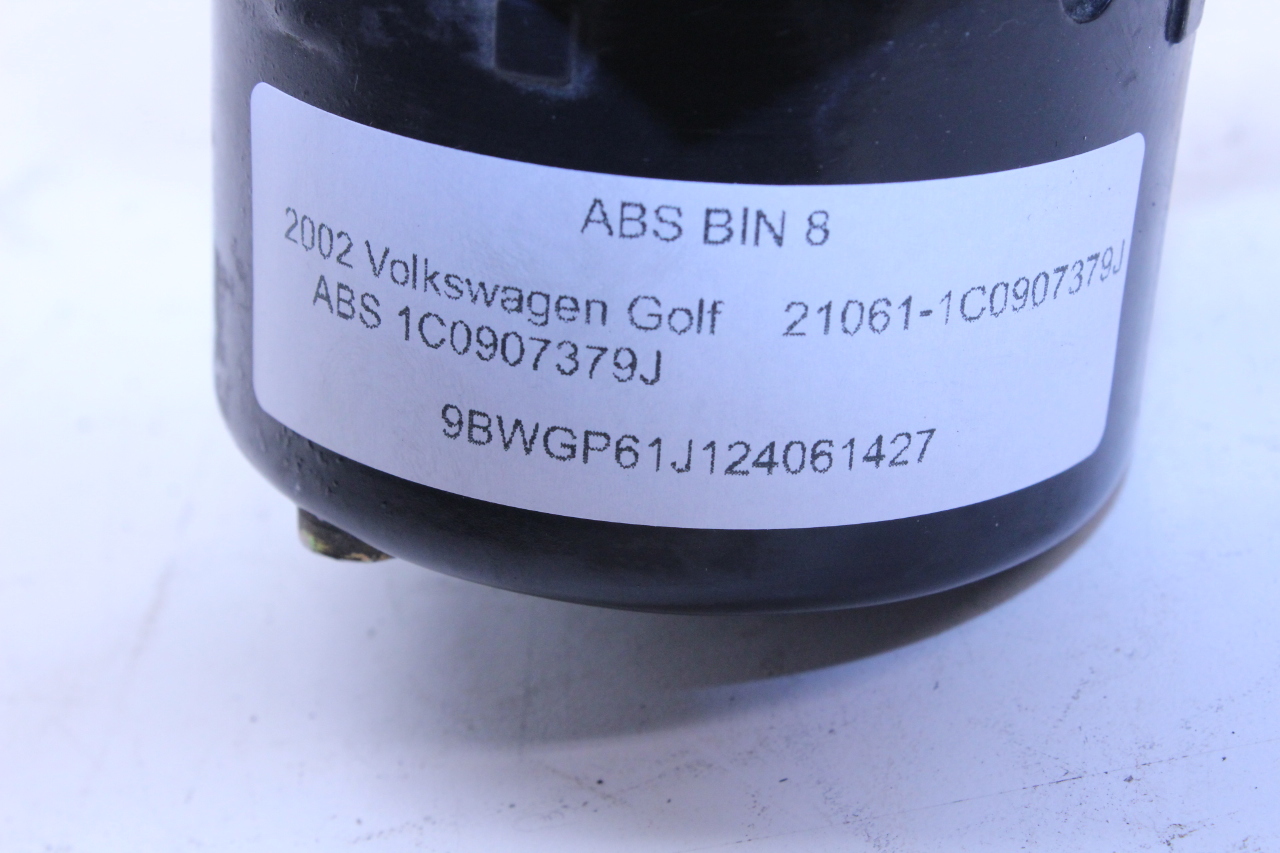 ABS BIN 8
2002 Volkswagen Golf 21061-1C0907379J
ABS 1C0907379J
9BWGP61J124061427